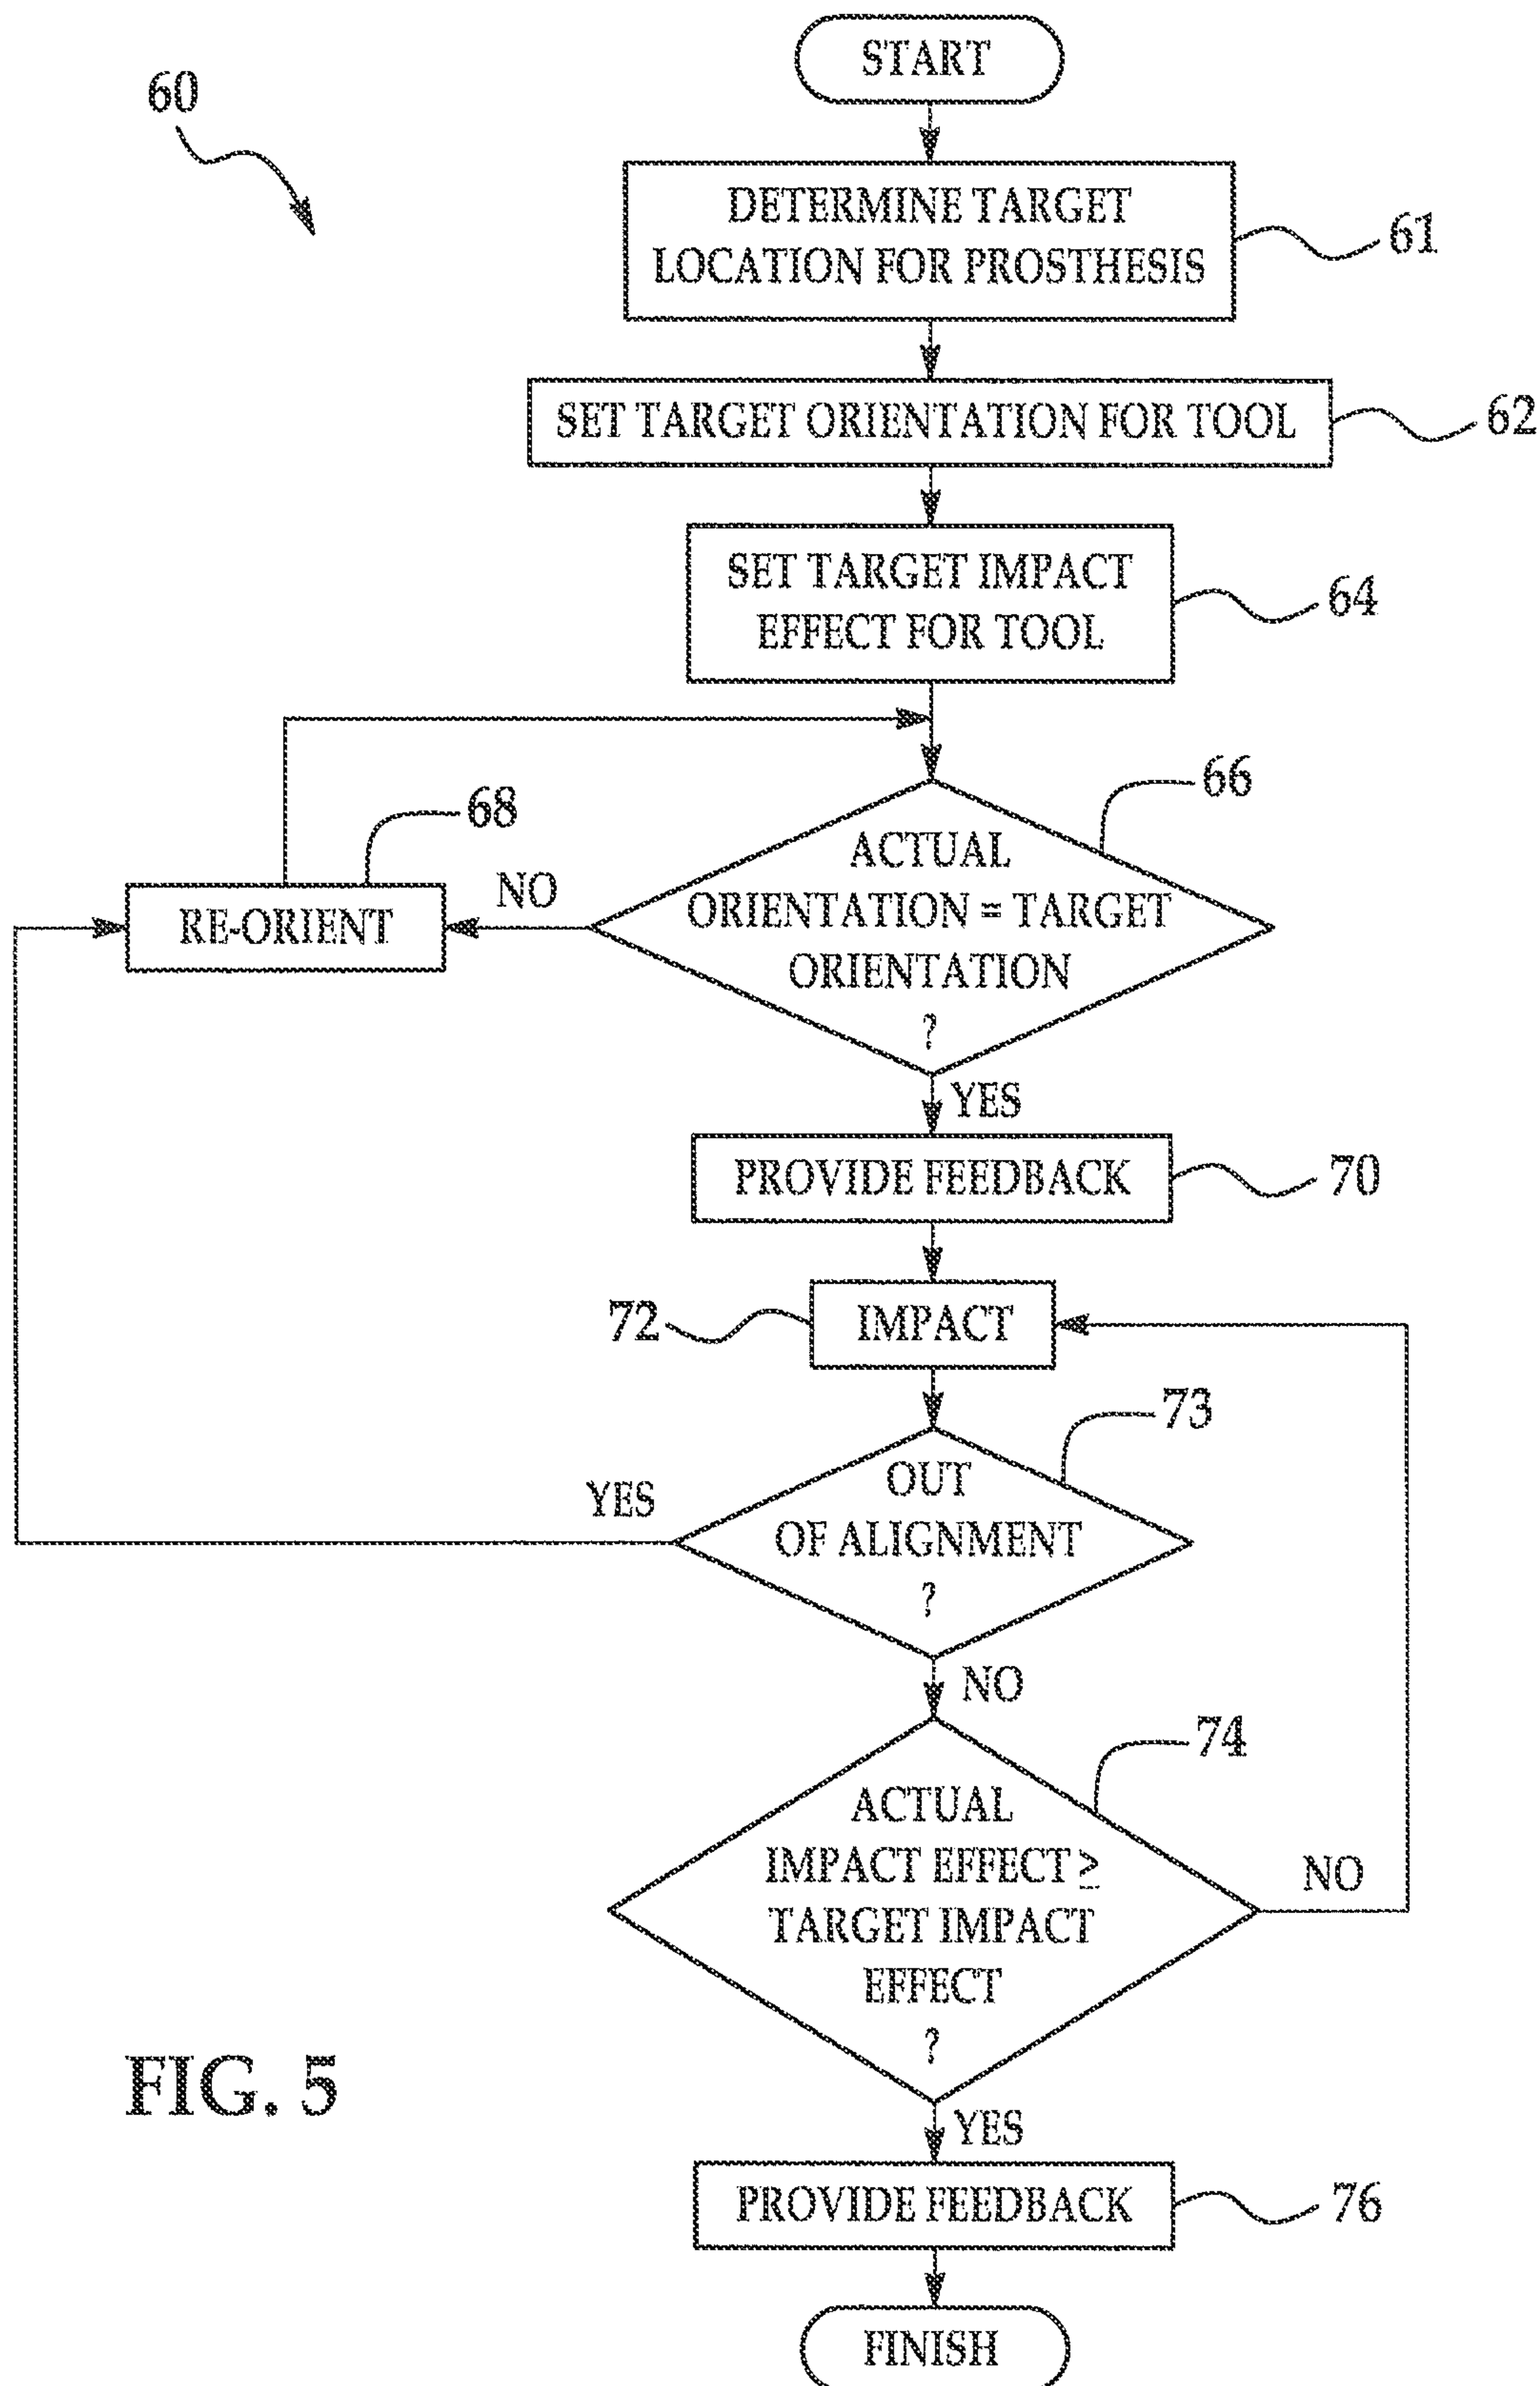 START
60
DETERMINE TARGET
LOCATION FOR PROSTHESIS
61
SET TARGET ORIENTATION FOR TOOL
62
SET TARGET IMPACT
EFFECT FOR TOOL
64
66
68
ACTUAL
ORIENTATION = TARGET
ORIENTATION
?
NO
RE-ORIENT
YES
PROVIDE FEEDBACK
70
72
IMPACT
73
OUT
OF ALIGNMENT
?
YES
NO
74
ACTUAL
IMPACT EFFECT ≥
TARGET IMPACT
EFFECT
?
NO
YES
PROVIDE FEEDBACK
76
FINISH
FIG. 5